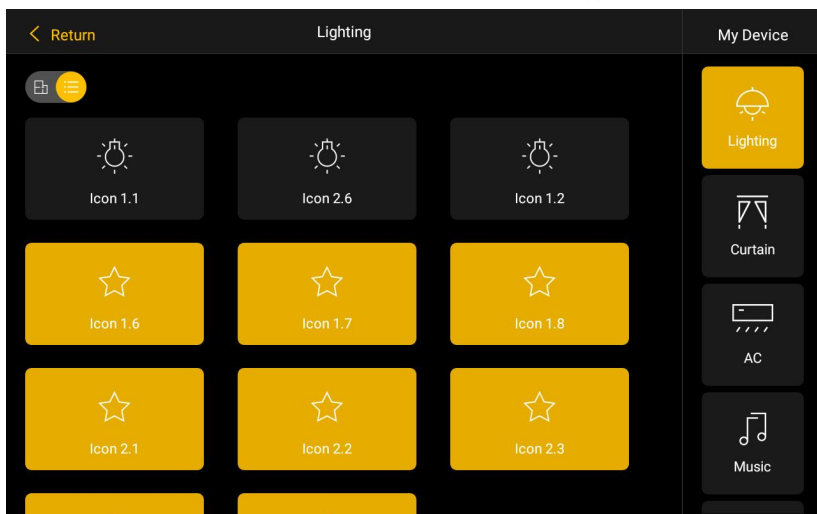 Return
Lighting
My Device
Icon 1.1
Icon 2.6
Icon 1.2
Icon 1.6
Icon 1.7
Icon 1.8
Icon 2.1
Icon 2.2
Icon 2.3
Lighting
Curtain
AC
Music